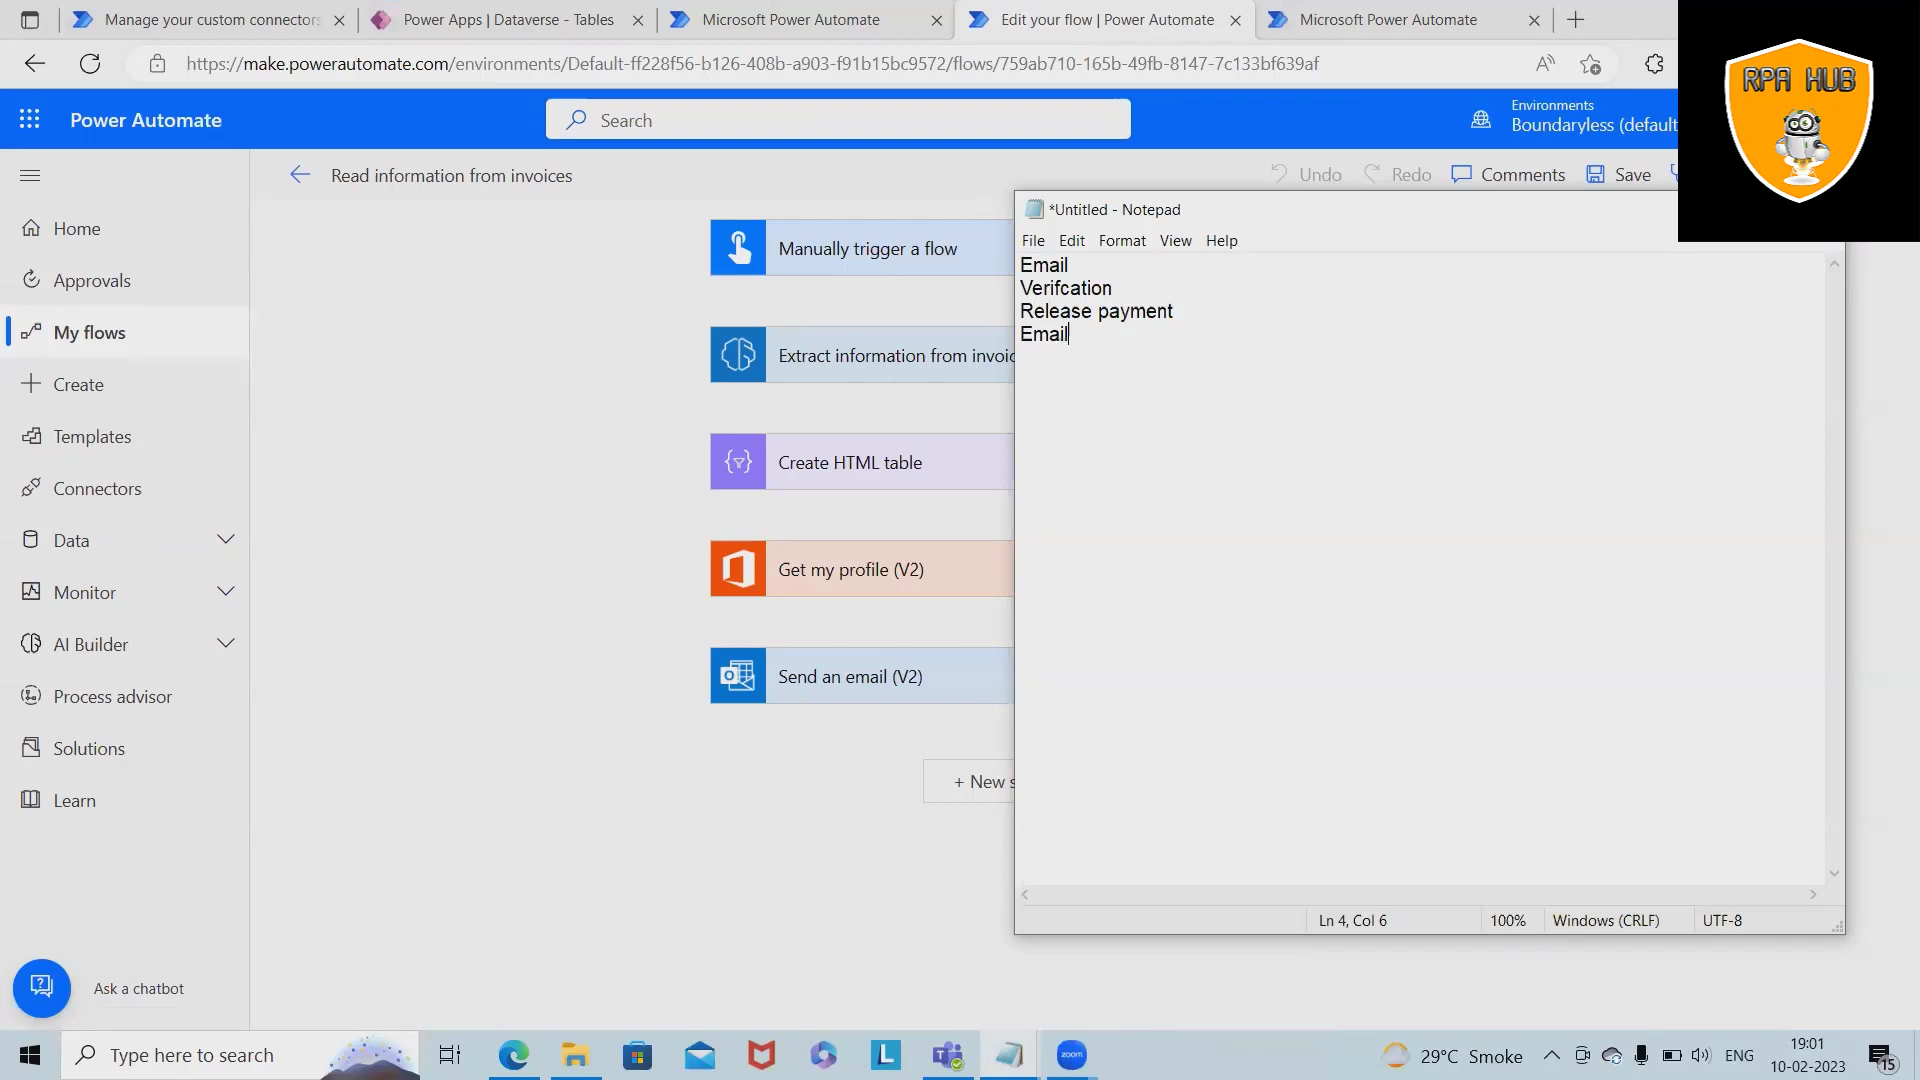 Manage your custom connectors
Power Apps | Dataverse - Tables
Microsoft Power Automate
Edit your flow | Power Automate
Microsoft Power Automate
https://make.powerautomate.com/environments/Default-ff228f56-b126-408b-a903-f91b15bc9572/flows/759ab710-165b-49fb-8147-7c133bf639af
RPA HUB
Power Automate
Search
Environments
Boundaryless (default
Read information from invoices
Undo
Redo
Comments
Save
Home
Approvals
My flows
Create
Templates
Connectors
Data
Monitor
AI Builder
Process advisor
Solutions
Learn
Ask a chatbot
Manually trigger a flow
Extract information from invoic
Create HTML table
Get my profile (V2)
Send an email (V2)
+ New s
*Untitled - Notepad
File Edit Format View Help
Email
Verifcation
Release payment
Email
Ln 4, Col 6
100%
Windows (CRLF)
UTF-8
Type here to search
zoom
29°C Smoke
ENG
19:01
10-02-2023
15